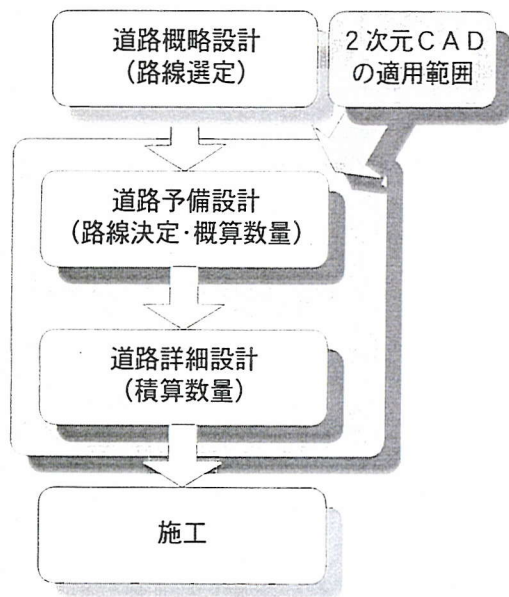 道路概略設計
(路線選定)
2次元CAD
の適用範囲
道路予備設計
(路線決定・概算数量)
道路詳細設計
(積算数量)
施工